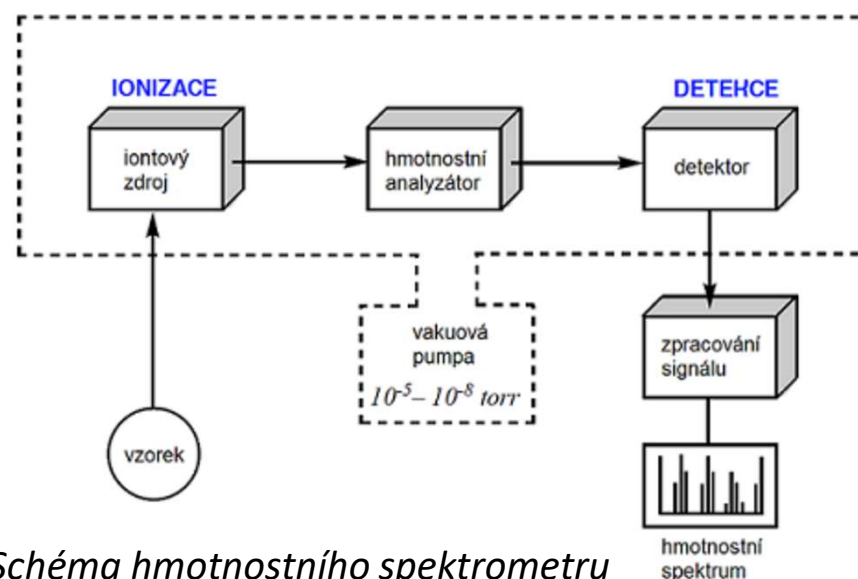 IONIZACE
DETEKCE
iontový
zdroj
hmotnostní
analyzátor
detektor
vakuová
pumpa
10-5– 10-8 torr
zpracování
signálu
vzorek
hmotnostní
spektrum
Schéma hmotnostního spektrometru